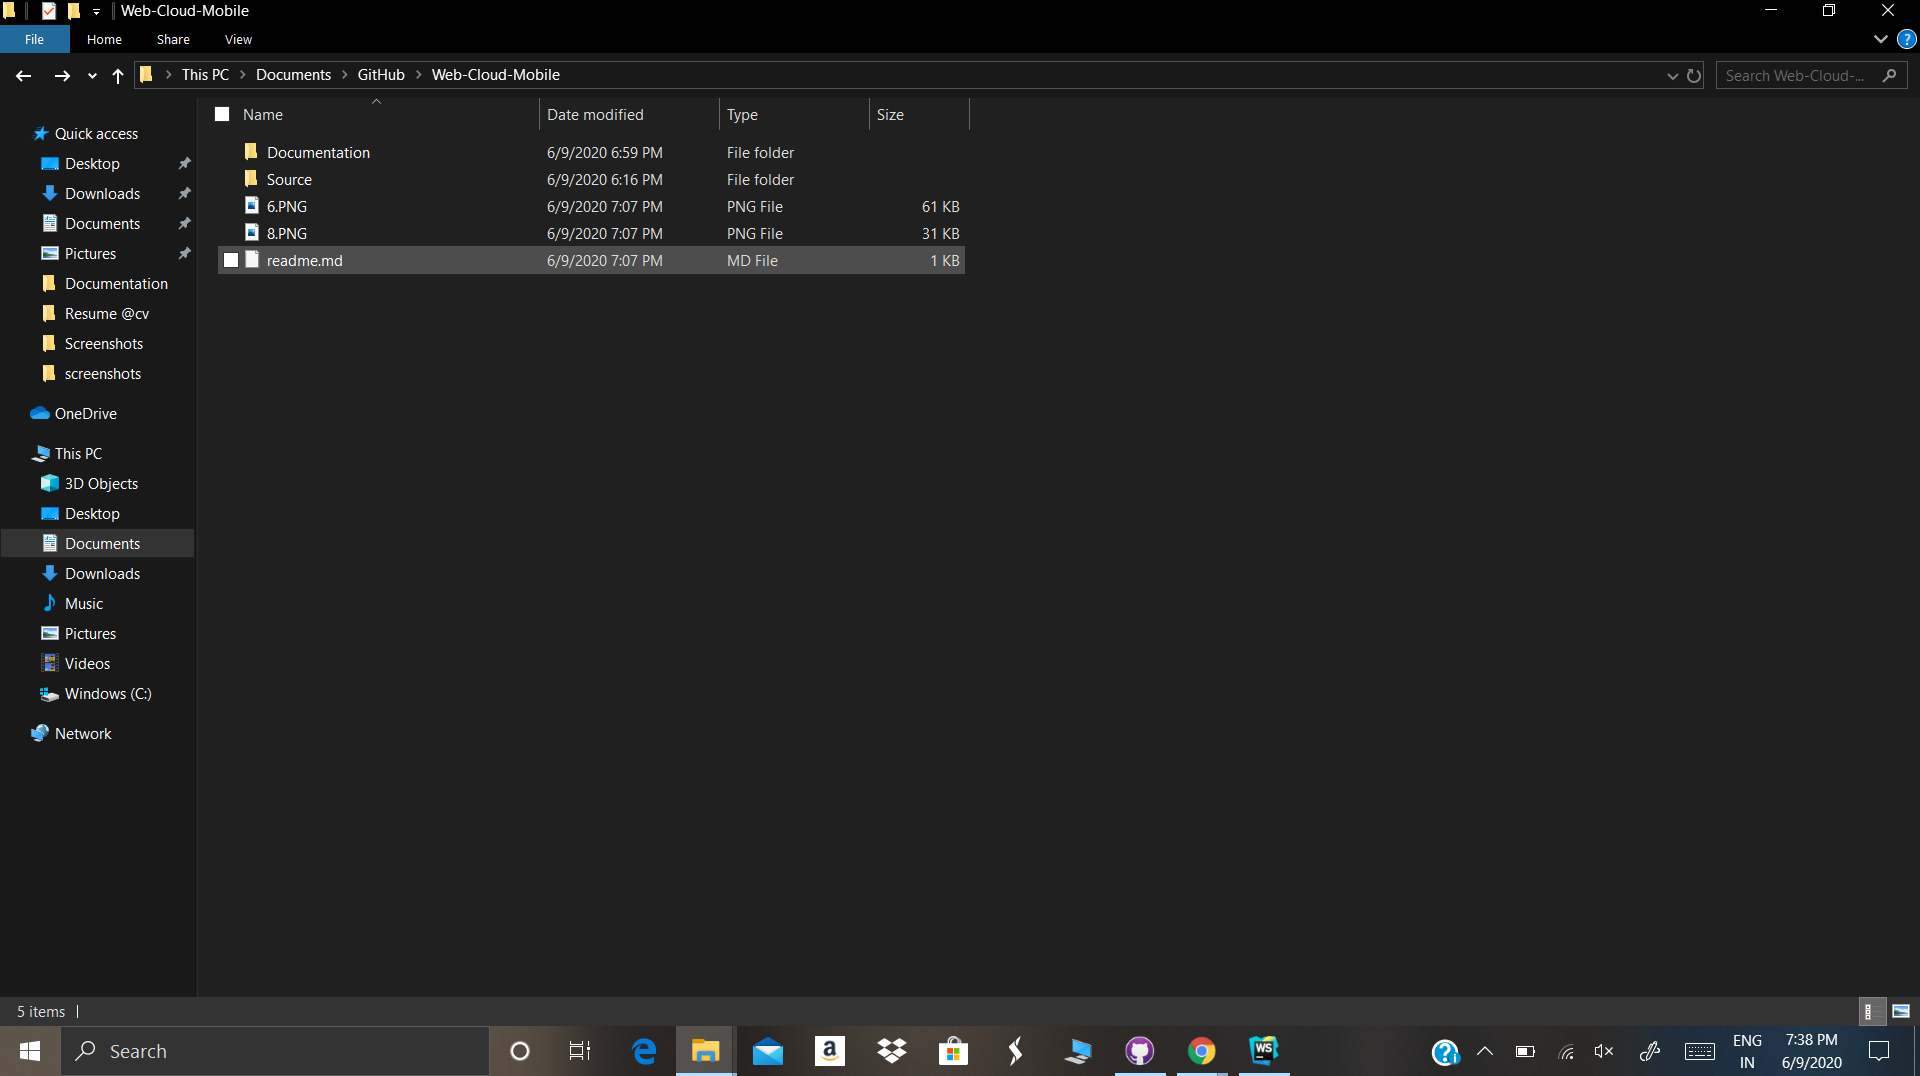 Web-Cloud-Mobile
File Home Share View
This PC Documents GitHub Web-Cloud-Mobile Search Web-Cloud-...
Name Date modified Type Size
Documentation 6/9/2020 6:59 PM File folder
Source 6/9/2020 6:16 PM File folder
6.PNG 6/9/2020 7:07 PM PNG File 61 KB
8.PNG 6/9/2020 7:07 PM PNG File 31 KB
readme.md 6/9/2020 7:07 PM MD File 1 KB
Quick access
Desktop
Downloads
Documents
Pictures
Documentation
Resume @cv
Screenshots
screenshots
OneDrive
This PC
3D Objects
Desktop
Documents
Downloads
Music
Pictures
Videos
Windows (C:)
Network
5 items
Search
a
WS
ENG
IN
7:38 PM
6/9/2020